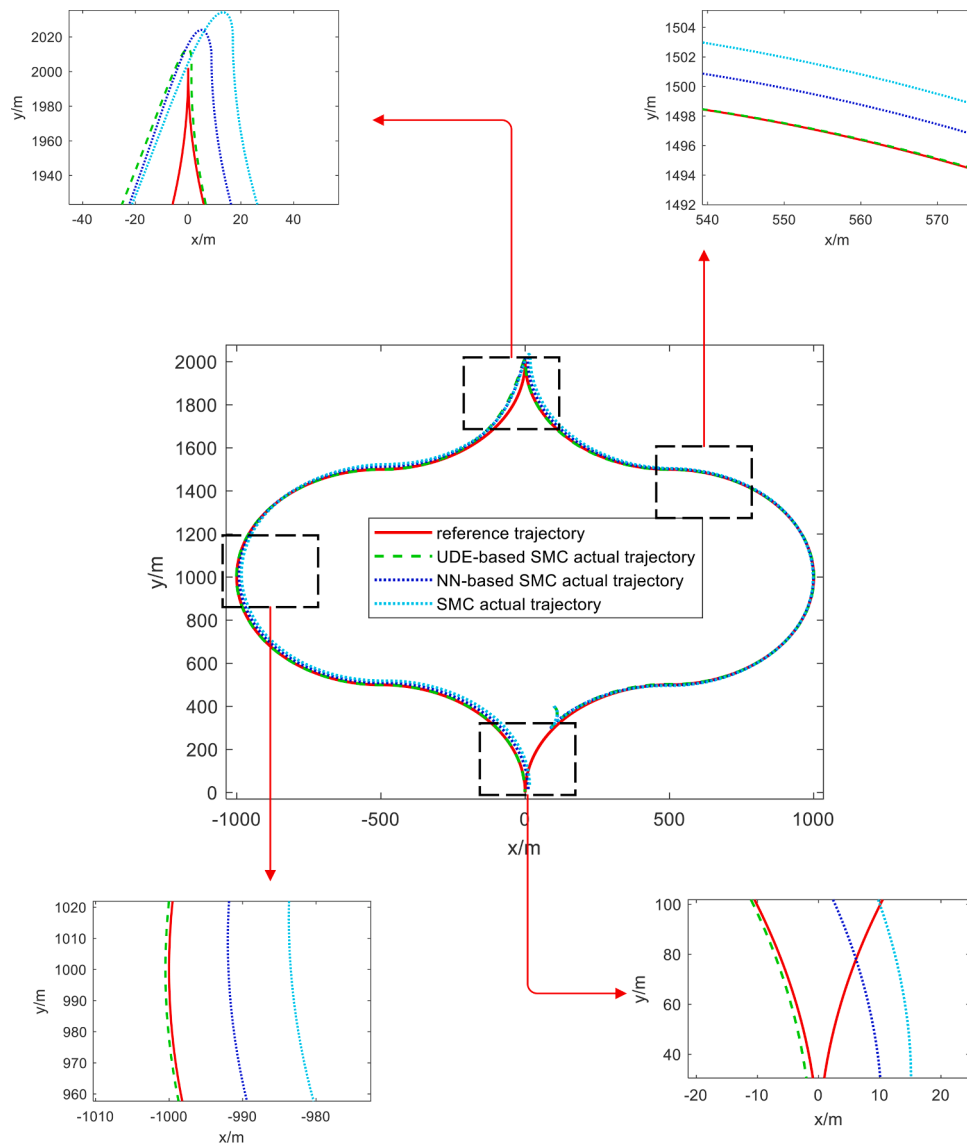 2020
2000
1980
1960
1940
y/m
-40 -20 0 20 40
x/m
1504
1502
1500
1498
1496
1494
1492
y/m
540 550 560 570
x/m
2000
1800
1600
1400
1200
1000
800
600
400
200
0
y/m
reference trajectory
UDE-based SMC actual trajectory
NN-based SMC actual trajectory
SMC actual trajectory
-1000 -500 0 500 1000
x/m
1020
1010
1000
990
980
970
960
y/m
-1010 -1000 -990 -980
x/m
100
80
60
40
y/m
-20 -10 0 10 20
x/m